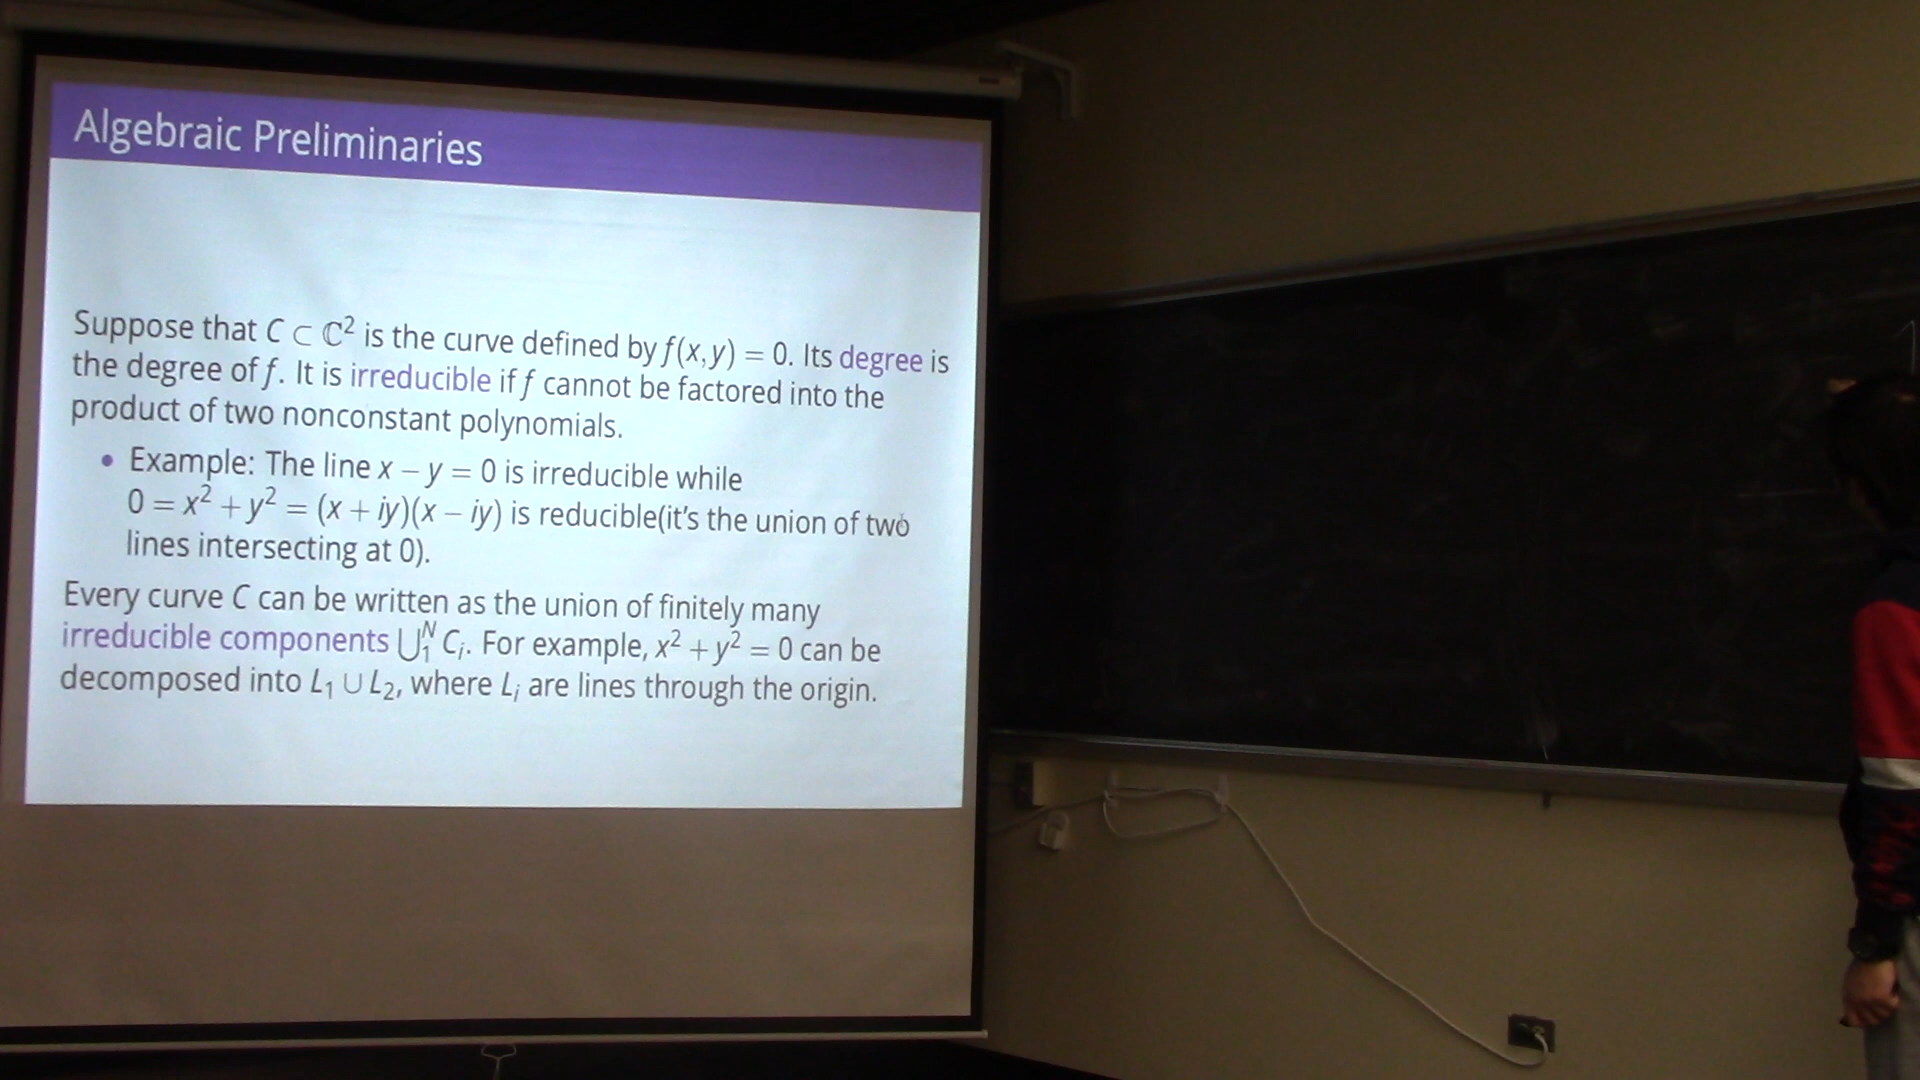 Algebraic Preliminaries
Suppose that C ⊂ ℂ² is the curve defined by f(x, y) = 0. Its degree is
the degree of f. It is irreducible if f cannot be factored into the
product of two nonconstant polynomials.
• Example: The line x − y = 0 is irreducible while
0 = x² + y² = (x + iy)(x − iy) is reducible(it's the union of two
lines intersecting at 0).
Every curve C can be written as the union of finitely many
irreducible components ⋃₁ᴺ Cᵢ. For example, x² + y² = 0 can be
decomposed into L₁ ∪ L₂, where Lᵢ are lines through the origin.